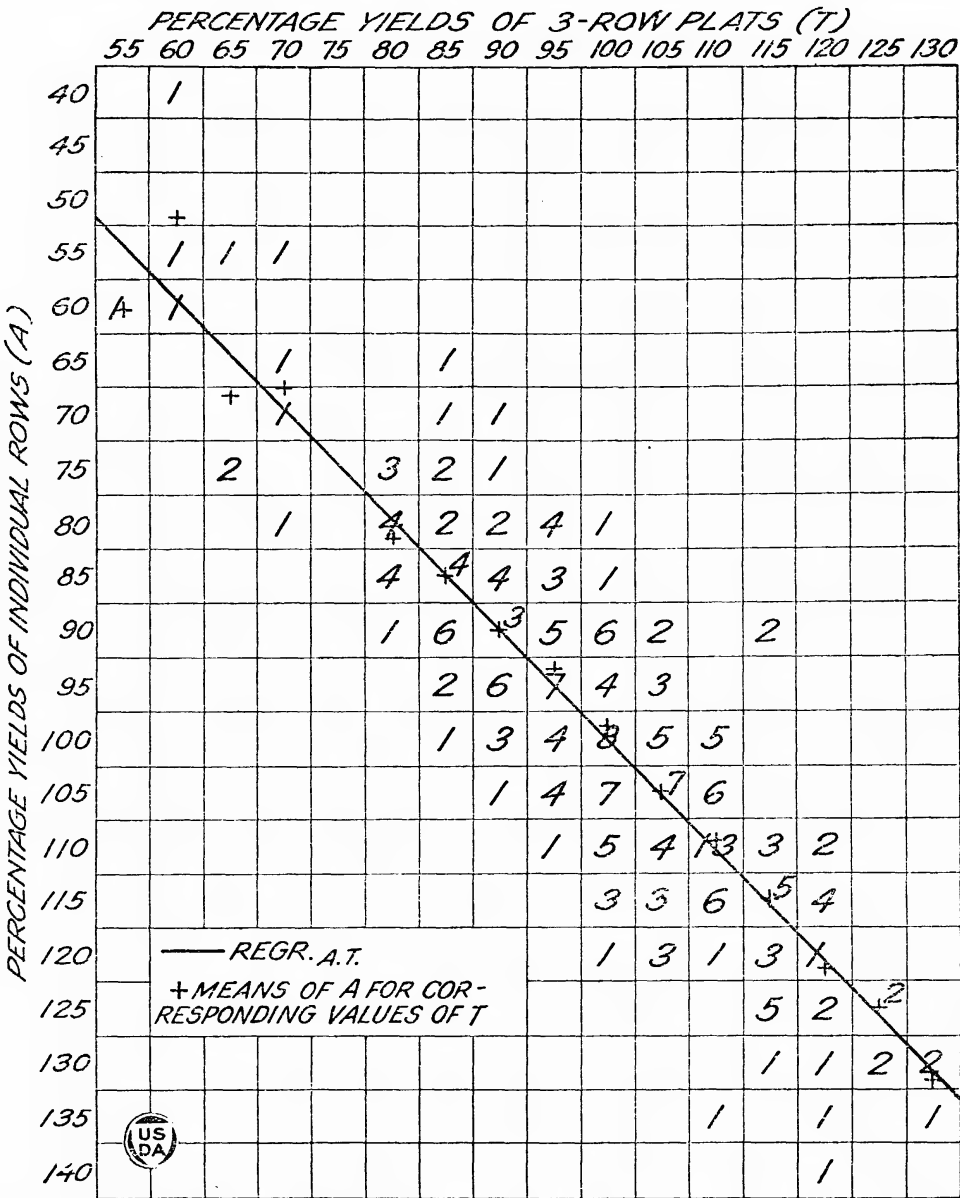 PERCENTAGE YIELDS OF 3-ROW PLATS (T)
55 60 65 70 75 80 85 90 95 100 105 110 115 120 125 130
PERCENTAGE YIELDS OF INDIVIDUAL ROWS (A)
40 1
45
50 +
55 1 1 1
60 1
65 1 1
70 + + 1 1 1
75 2 3 2 1
80 1 4 2 2 4 1
85 4 4 4 3 1
90 1 6 3 5 6 2 2
95 2 6 7 4 3
100 1 3 4 8 5 5
105 1 4 7 7 6
110 1 5 4 13 3 2
115 3 3 6 5 4
120 1 3 1 3 1
125 5 2 2
130 1 1 2 2
135 1 1 1
140 1
REGR. A.T.
+ MEANS OF A FOR COR-
RESPONDING VALUES OF T
US
DA